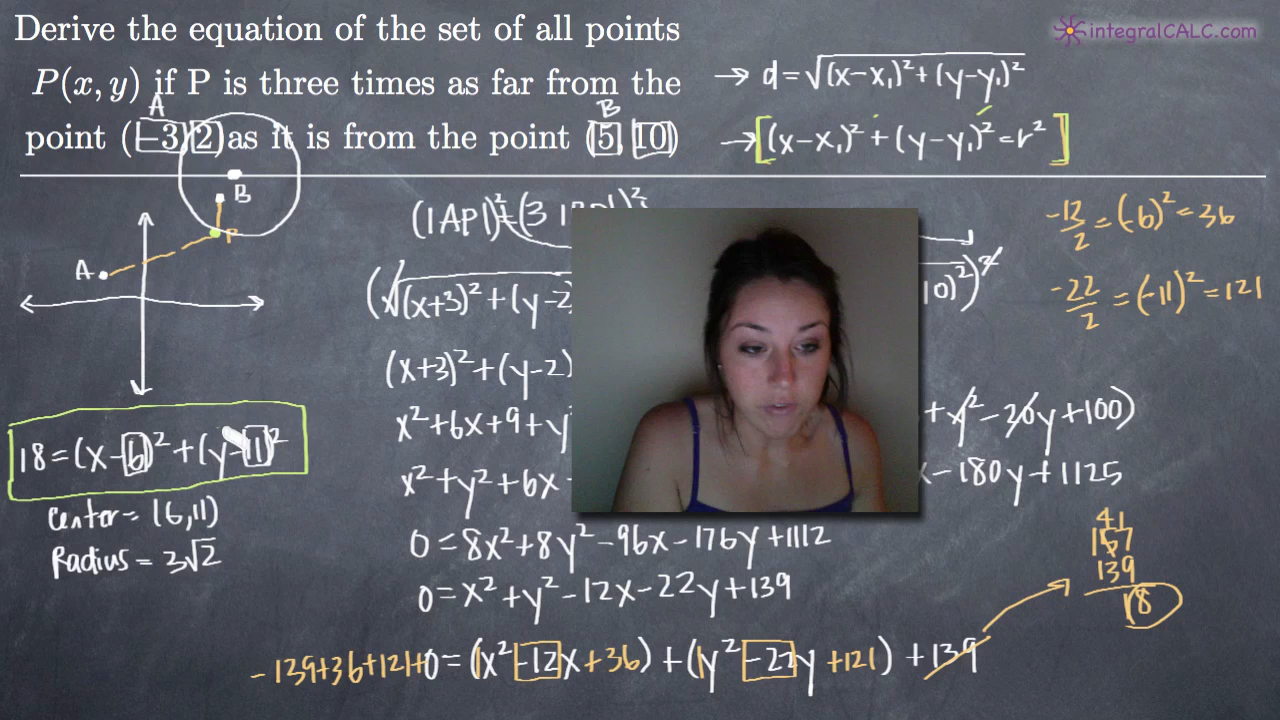 Derive the equation of the set of all points
P(x, y) if P is three times as far from the
point (−3, 2) as it is from the point (5, 10)
integralCALC.com
A
B
→ d = √(x−x₁)² + (y−y₁)²
→ [(x−x₁)² + (y−y₁)² = r²]
B
P
A
18 = (x−6)² + (y−11)²
Center = (6,11)
Radius = 3√2
(|AP|)² = (3
(√(x+3)² + (y−2
10)²)²
(x+3)² + (y−2)
x² + 6x + 9 + y
+ y² − 20y + 100)
x² + y² + 6x
x − 180y + 1125
0 = 8x² + 8y² − 96x − 176y + 1112
0 = x² + y² − 12x − 22y + 139
−139+36+121+0 = (x² −12x +36) + (y² −22y +121) + 139
−12/2 = (−6)² = 36
−22/2 = (−11)² = 121
41
157
139
18